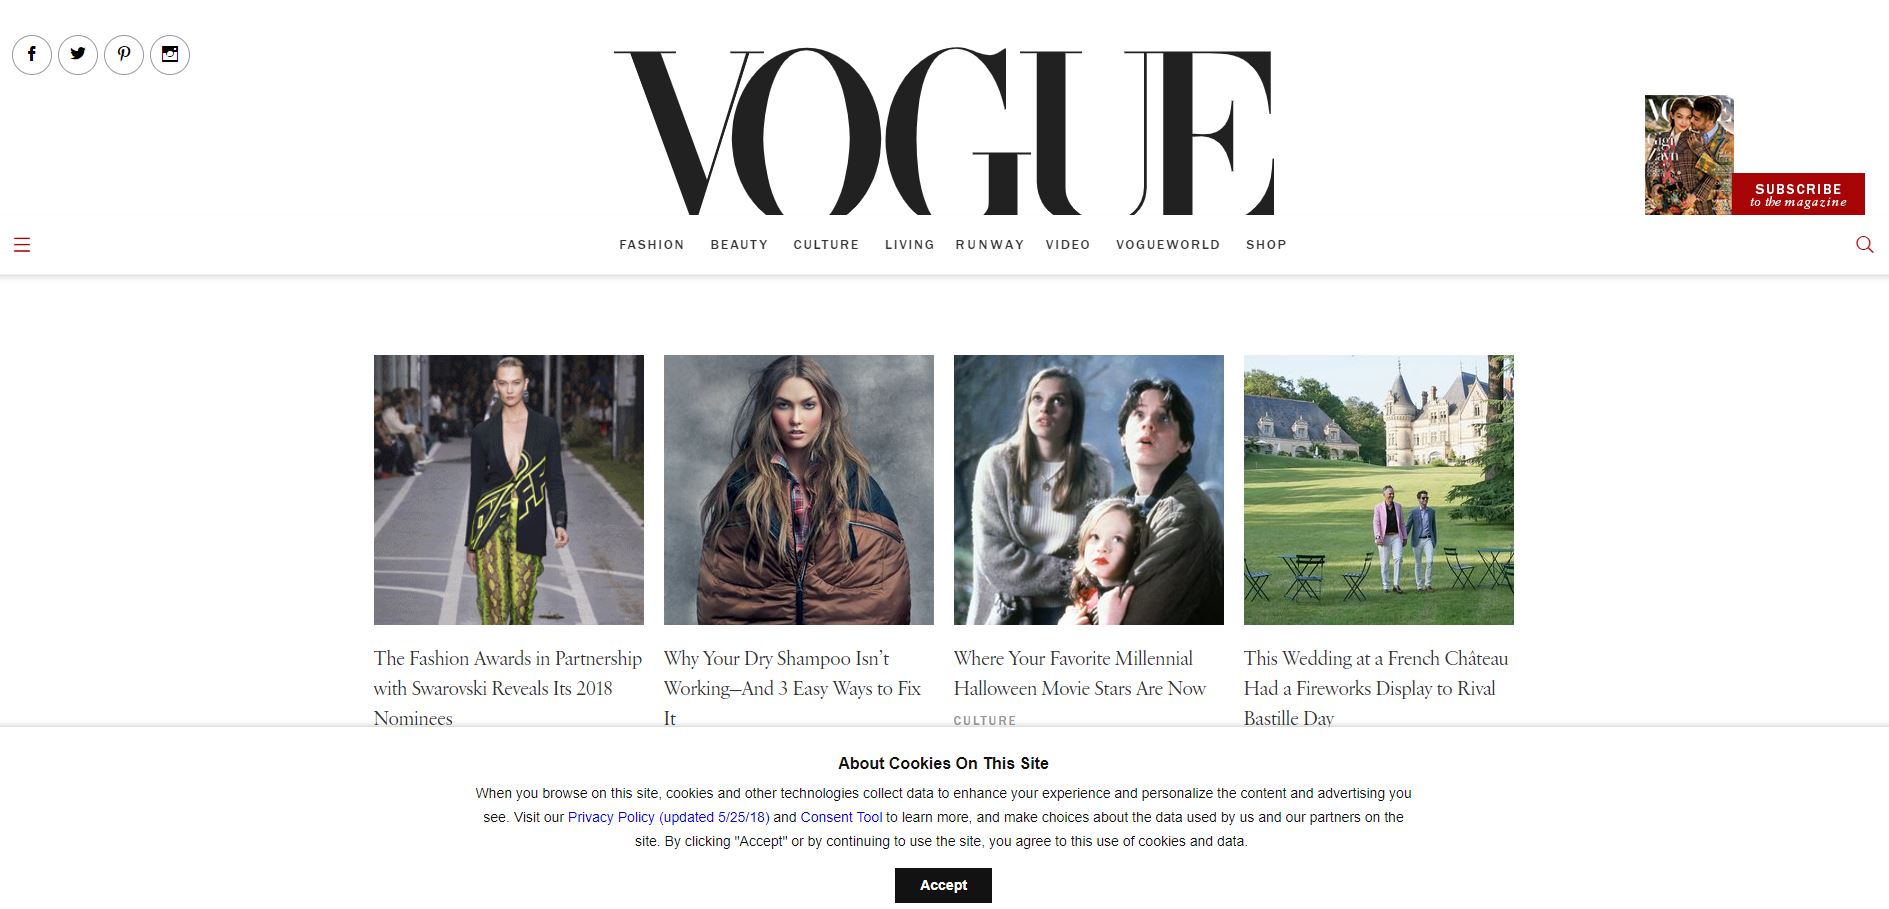 VOGUE
VOGUE
Gigi
Zayn
SUBSCRIBE
to the magazine
FASHION BEAUTY CULTURE LIVING RUNWAY VIDEO VOGUEWORLD SHOP
The Fashion Awards in Partnership
with Swarovski Reveals Its 2018
Nominees
Why Your Dry Shampoo Isn’t
Working—And 3 Easy Ways to Fix
It
Where Your Favorite Millennial
Halloween Movie Stars Are Now
CULTURE
This Wedding at a French Château
Had a Fireworks Display to Rival
Bastille Day
About Cookies On This Site
When you browse on this site, cookies and other technologies collect data to enhance your experience and personalize the content and advertising you
see. Visit our Privacy Policy (updated 5/25/18) and Consent Tool to learn more, and make choices about the data used by us and our partners on the
site. By clicking "Accept" or by continuing to use the site, you agree to this use of cookies and data.
Accept